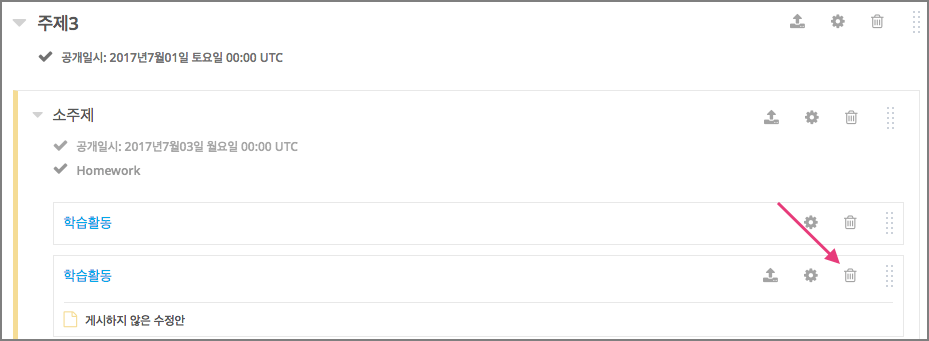 주제3
공개일시: 2017년7월01일 토요일 00:00 UTC
소주제
공개일시: 2017년7월03일 월요일 00:00 UTC
Homework
학습활동
학습활동
게시하지 않은 수정안